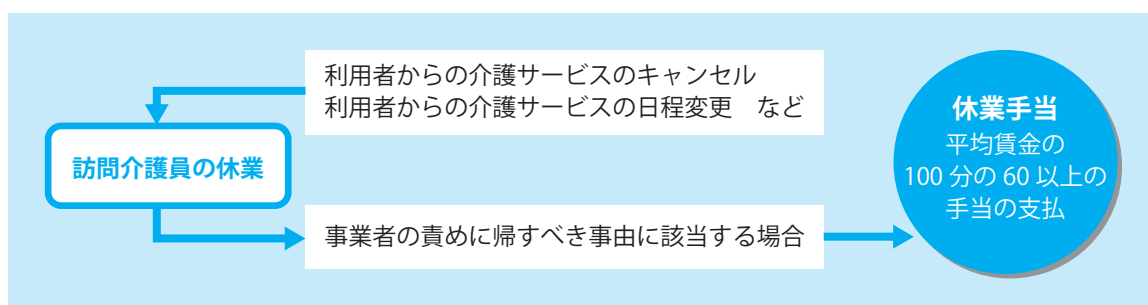 利用者からの介護サービスのキャンセル
利用者からの介護サービスの日程変更　など
訪問介護員の休業
事業者の責めに帰すべき事由に該当する場合
休業手当
平均賃金の
100 分の 60 以上の
手当の支払